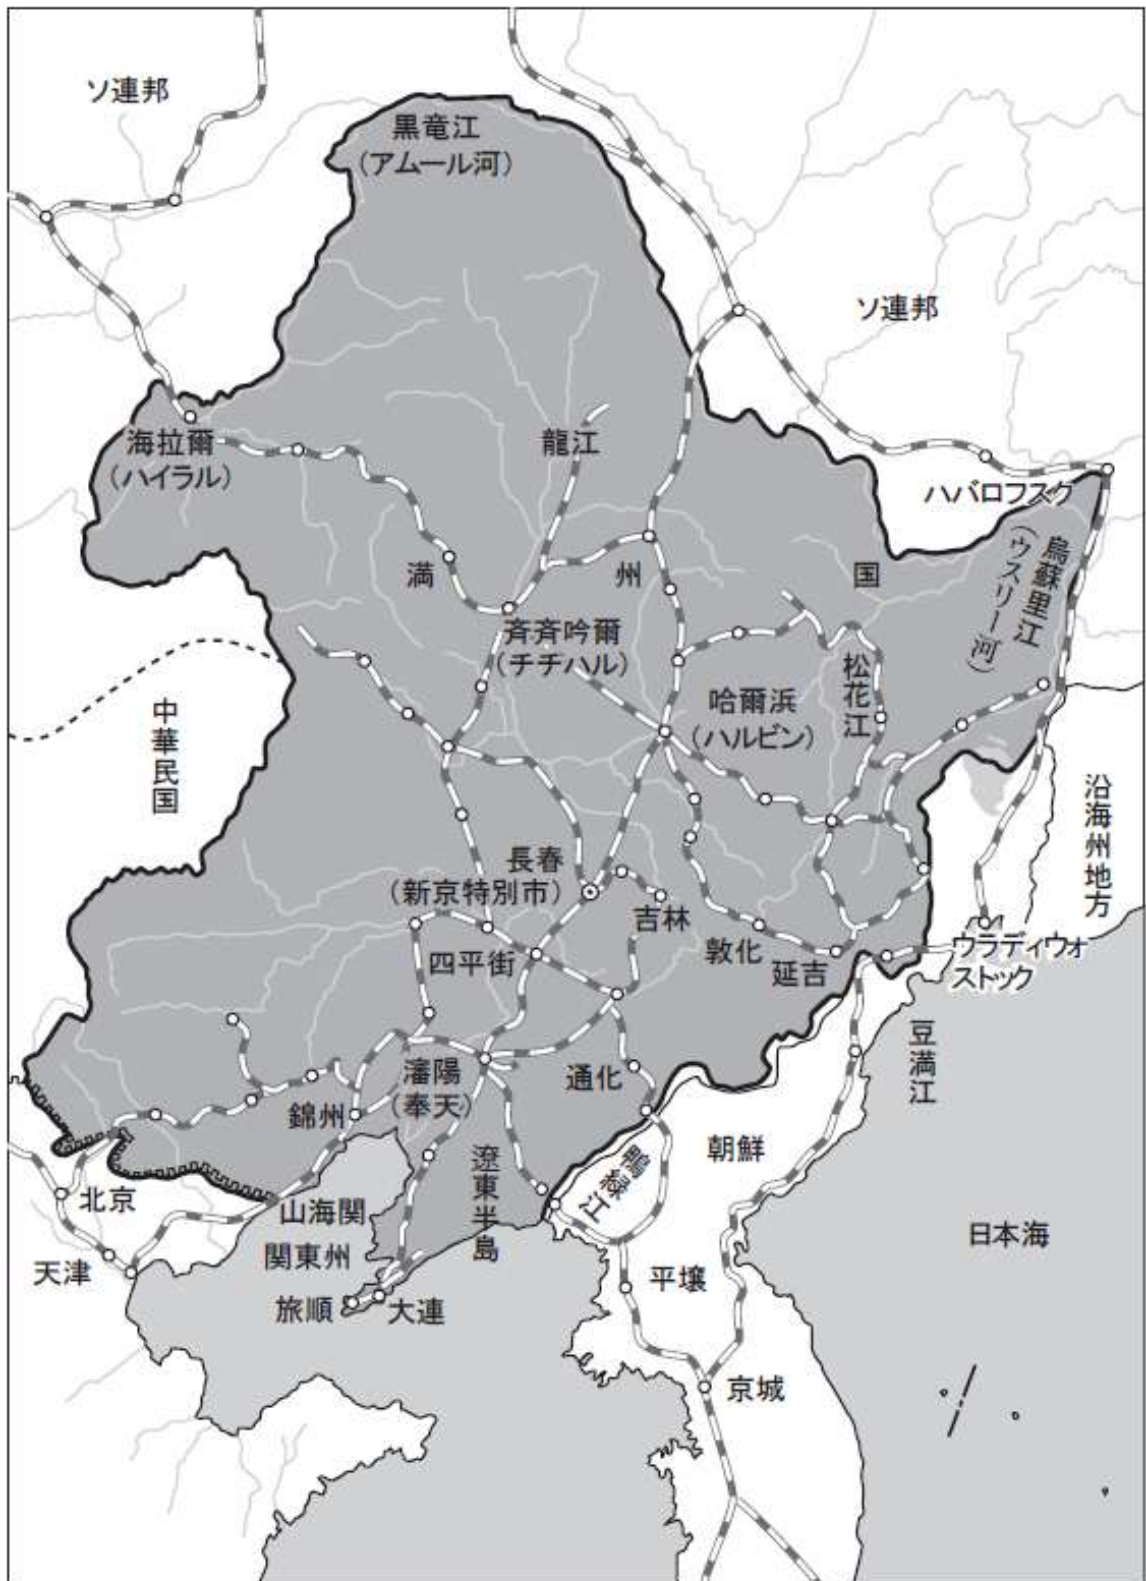 ソ連邦
黒竜江
(アムール河)
ソ連邦
海拉爾
(ハイラル)
龍江
ハバロフスク
烏蘇里江
(ウスリー河)
満州国
斉斉吟爾
(チチハル)
松花江
哈爾浜
(ハルビン)
中華民国
沿海州地方
長春
(新京特別市)
吉林
四平街
敦化
延吉
ウラディウォ
ストック
豆満江
瀋陽
(奉天)
通化
錦州
朝鮮
鴨緑江
遼東半島
北京
山海関
関東州
天津
旅順
大連
平壌
日本海
京城